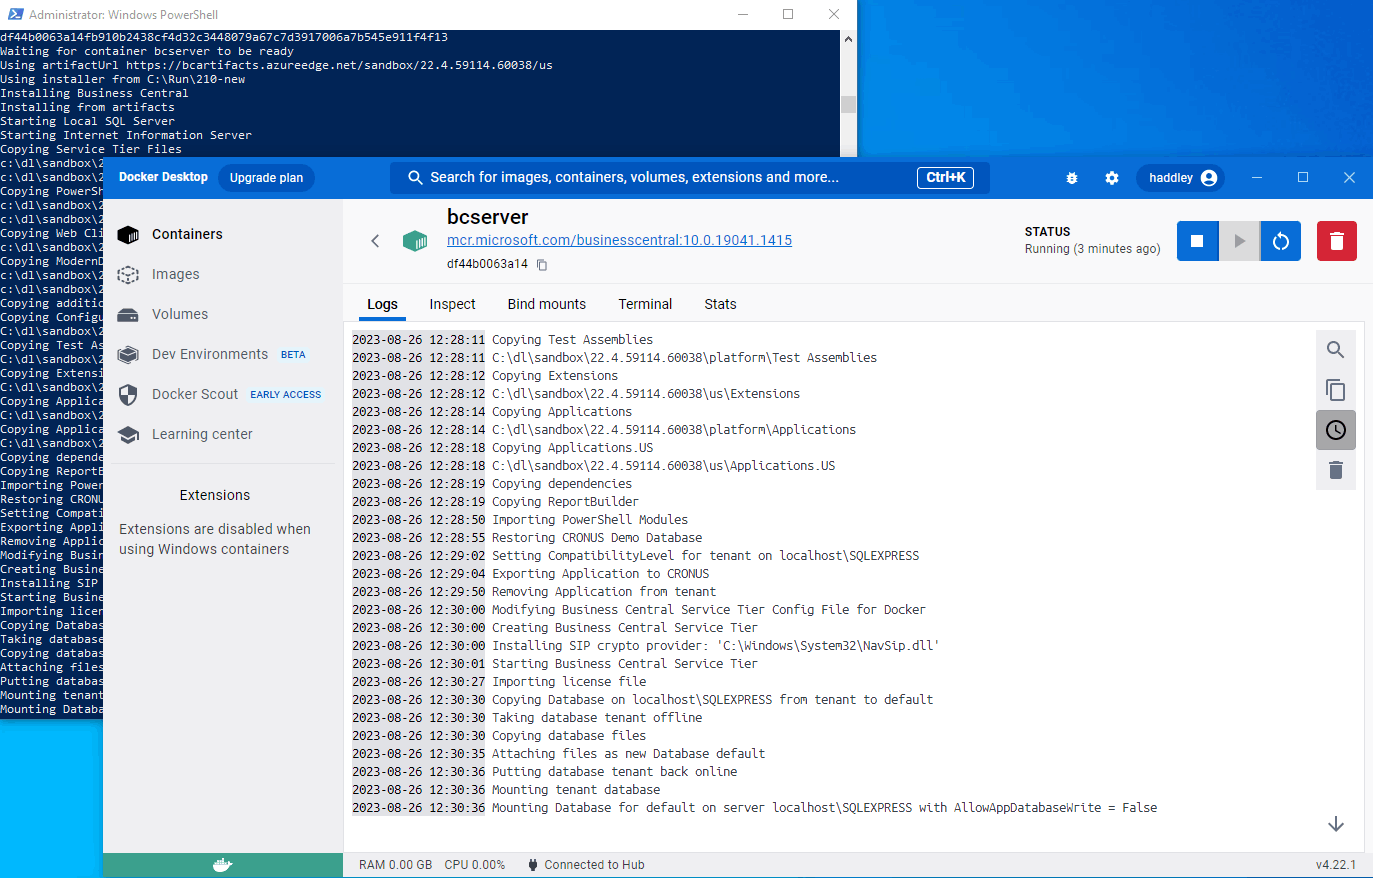 Administrator: Windows PowerShell
df44b0063a14fb910b2438cf4d32c3448079a67c7d3917006a7b545e911f4f13
Waiting for container bcserver to be ready
Using artifactUrl https://bcartifacts.azureedge.net/sandbox/22.4.59114.60038/us
Using installer from C:\Run\210-new
Installing Business Central
Installing from artifacts
Starting Local SQL Server
Starting Internet Information Server
Copying Service Tier Files
c:\dl\sandbox\2
Copying PowerSh
c:\dl\sandbox\2
c:\dl\sandbox\2
Copying Web Cli
c:\dl\sandbox\2
Copying ModernD
c:\dl\sandbox\2
c:\dl\sandbox\2
Copying additio
Copying Configu
C:\dl\sandbox\2
Copying Test As
C:\dl\sandbox\2
Copying Extensi
C:\dl\sandbox\2
Copying Applica
C:\dl\sandbox\2
Copying Applica
C:\dl\sandbox\2
Copying depende
Copying ReportB
Importing Power
Restoring CRONU
Setting Compati
Exporting Appli
Removing Applic
Modifying Busin
Creating Busine
Installing SIP
Starting Busine
Importing licen
Copying Databas
Taking database
Copying databas
Attaching files
Putting databas
Mounting tenant
Mounting Databa
Docker Desktop
Upgrade plan
Search for images, containers, volumes, extensions and more...
Ctrl+K
haddley
Containers
Images
Volumes
Dev Environments BETA
Docker Scout EARLY ACCESS
Learning center
Extensions
Extensions are disabled when
using Windows containers
bcserver
mcr.microsoft.com/businesscentral:10.0.19041.1415
df44b0063a14
STATUS
Running (3 minutes ago)
Logs Inspect Bind mounts Terminal Stats
2023-08-26 12:28:11 Copying Test Assemblies
2023-08-26 12:28:11 C:\dl\sandbox\22.4.59114.60038\platform\Test Assemblies
2023-08-26 12:28:12 Copying Extensions
2023-08-26 12:28:12 C:\dl\sandbox\22.4.59114.60038\us\Extensions
2023-08-26 12:28:14 Copying Applications
2023-08-26 12:28:14 C:\dl\sandbox\22.4.59114.60038\platform\Applications
2023-08-26 12:28:18 Copying Applications.US
2023-08-26 12:28:18 C:\dl\sandbox\22.4.59114.60038\us\Applications.US
2023-08-26 12:28:19 Copying dependencies
2023-08-26 12:28:19 Copying ReportBuilder
2023-08-26 12:28:50 Importing PowerShell Modules
2023-08-26 12:28:55 Restoring CRONUS Demo Database
2023-08-26 12:29:02 Setting CompatibilityLevel for tenant on localhost\SQLEXPRESS
2023-08-26 12:29:04 Exporting Application to CRONUS
2023-08-26 12:29:50 Removing Application from tenant
2023-08-26 12:30:00 Modifying Business Central Service Tier Config File for Docker
2023-08-26 12:30:00 Creating Business Central Service Tier
2023-08-26 12:30:00 Installing SIP crypto provider: 'C:\Windows\System32\NavSip.dll'
2023-08-26 12:30:01 Starting Business Central Service Tier
2023-08-26 12:30:27 Importing license file
2023-08-26 12:30:30 Copying Database on localhost\SQLEXPRESS from tenant to default
2023-08-26 12:30:30 Taking database tenant offline
2023-08-26 12:30:30 Copying database files
2023-08-26 12:30:35 Attaching files as new Database default
2023-08-26 12:30:36 Putting database tenant back online
2023-08-26 12:30:36 Mounting tenant database
2023-08-26 12:30:36 Mounting Database for default on server localhost\SQLEXPRESS with AllowAppDatabaseWrite = False
RAM 0.00 GB CPU 0.00% Connected to Hub
v4.22.1